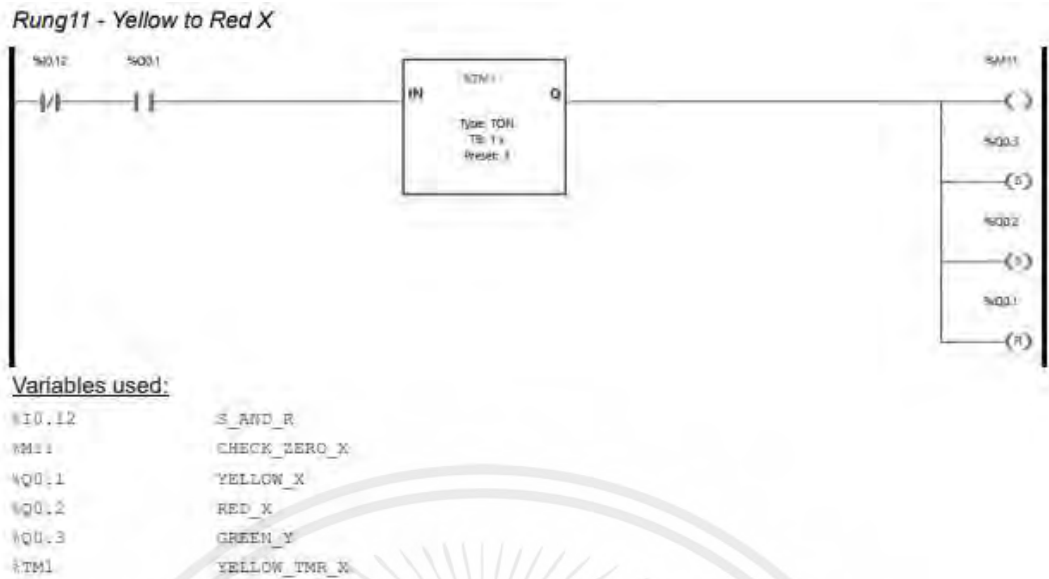 Rung11 - Yellow to Red X
%I0.12 %Q0.1
%M11
IN %TM1 Q
Type: TON
TB: 1 s
Preset: 3
%Q0.3
(S)
%Q0.2
(S)
%Q0.1
(R)
Variables used:
%I0.12 S_AND_R
%M11 CHECK_ZERO_X
%Q0.1 YELLOW_X
%Q0.2 RED_X
%Q0.3 GREEN_Y
%TM1 YELLOW_TMR_X